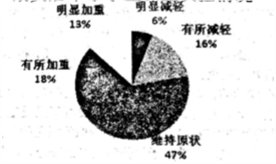 明显加重
13%
明显减轻
6%
有所减轻
16%
有所加重
18%
维持原状
47%